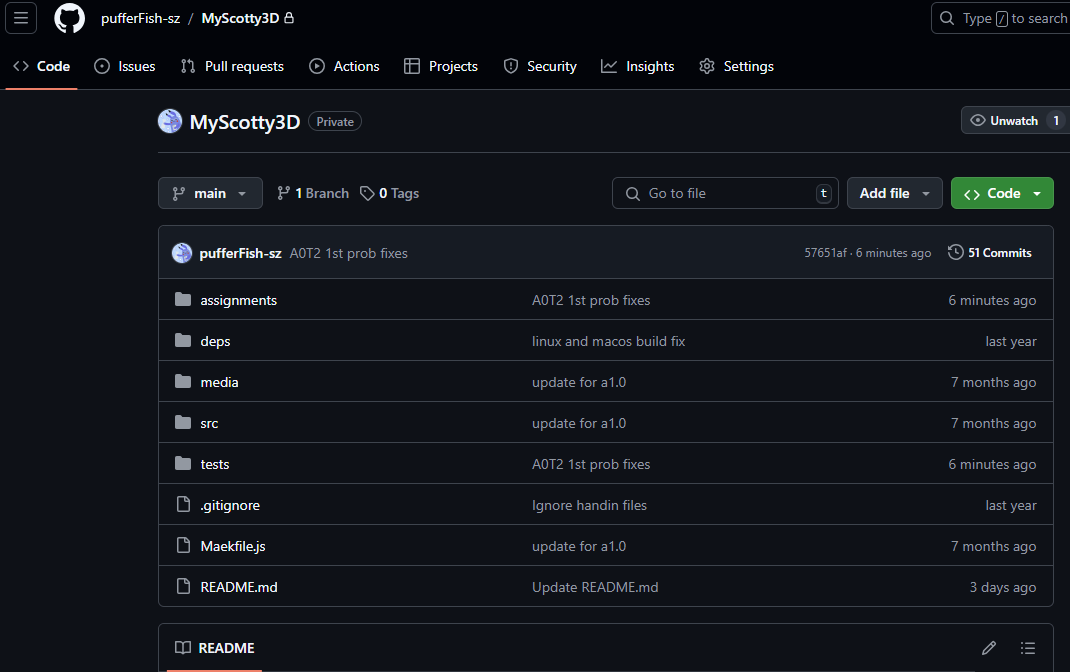 pufferFish-sz / MyScotty3D
Type / to search
Code Issues Pull requests Actions Projects Security Insights Settings
MyScotty3D Private
Unwatch 1
main 1 Branch 0 Tags
Go to file t
Add file
Code
pufferFish-sz A0T2 1st prob fixes 57651af · 6 minutes ago 51 Commits
assignments A0T2 1st prob fixes 6 minutes ago
deps linux and macos build fix last year
media update for a1.0 7 months ago
src update for a1.0 7 months ago
tests A0T2 1st prob fixes 6 minutes ago
.gitignore Ignore handin files last year
Maekfile.js update for a1.0 7 months ago
README.md Update README.md 3 days ago
README